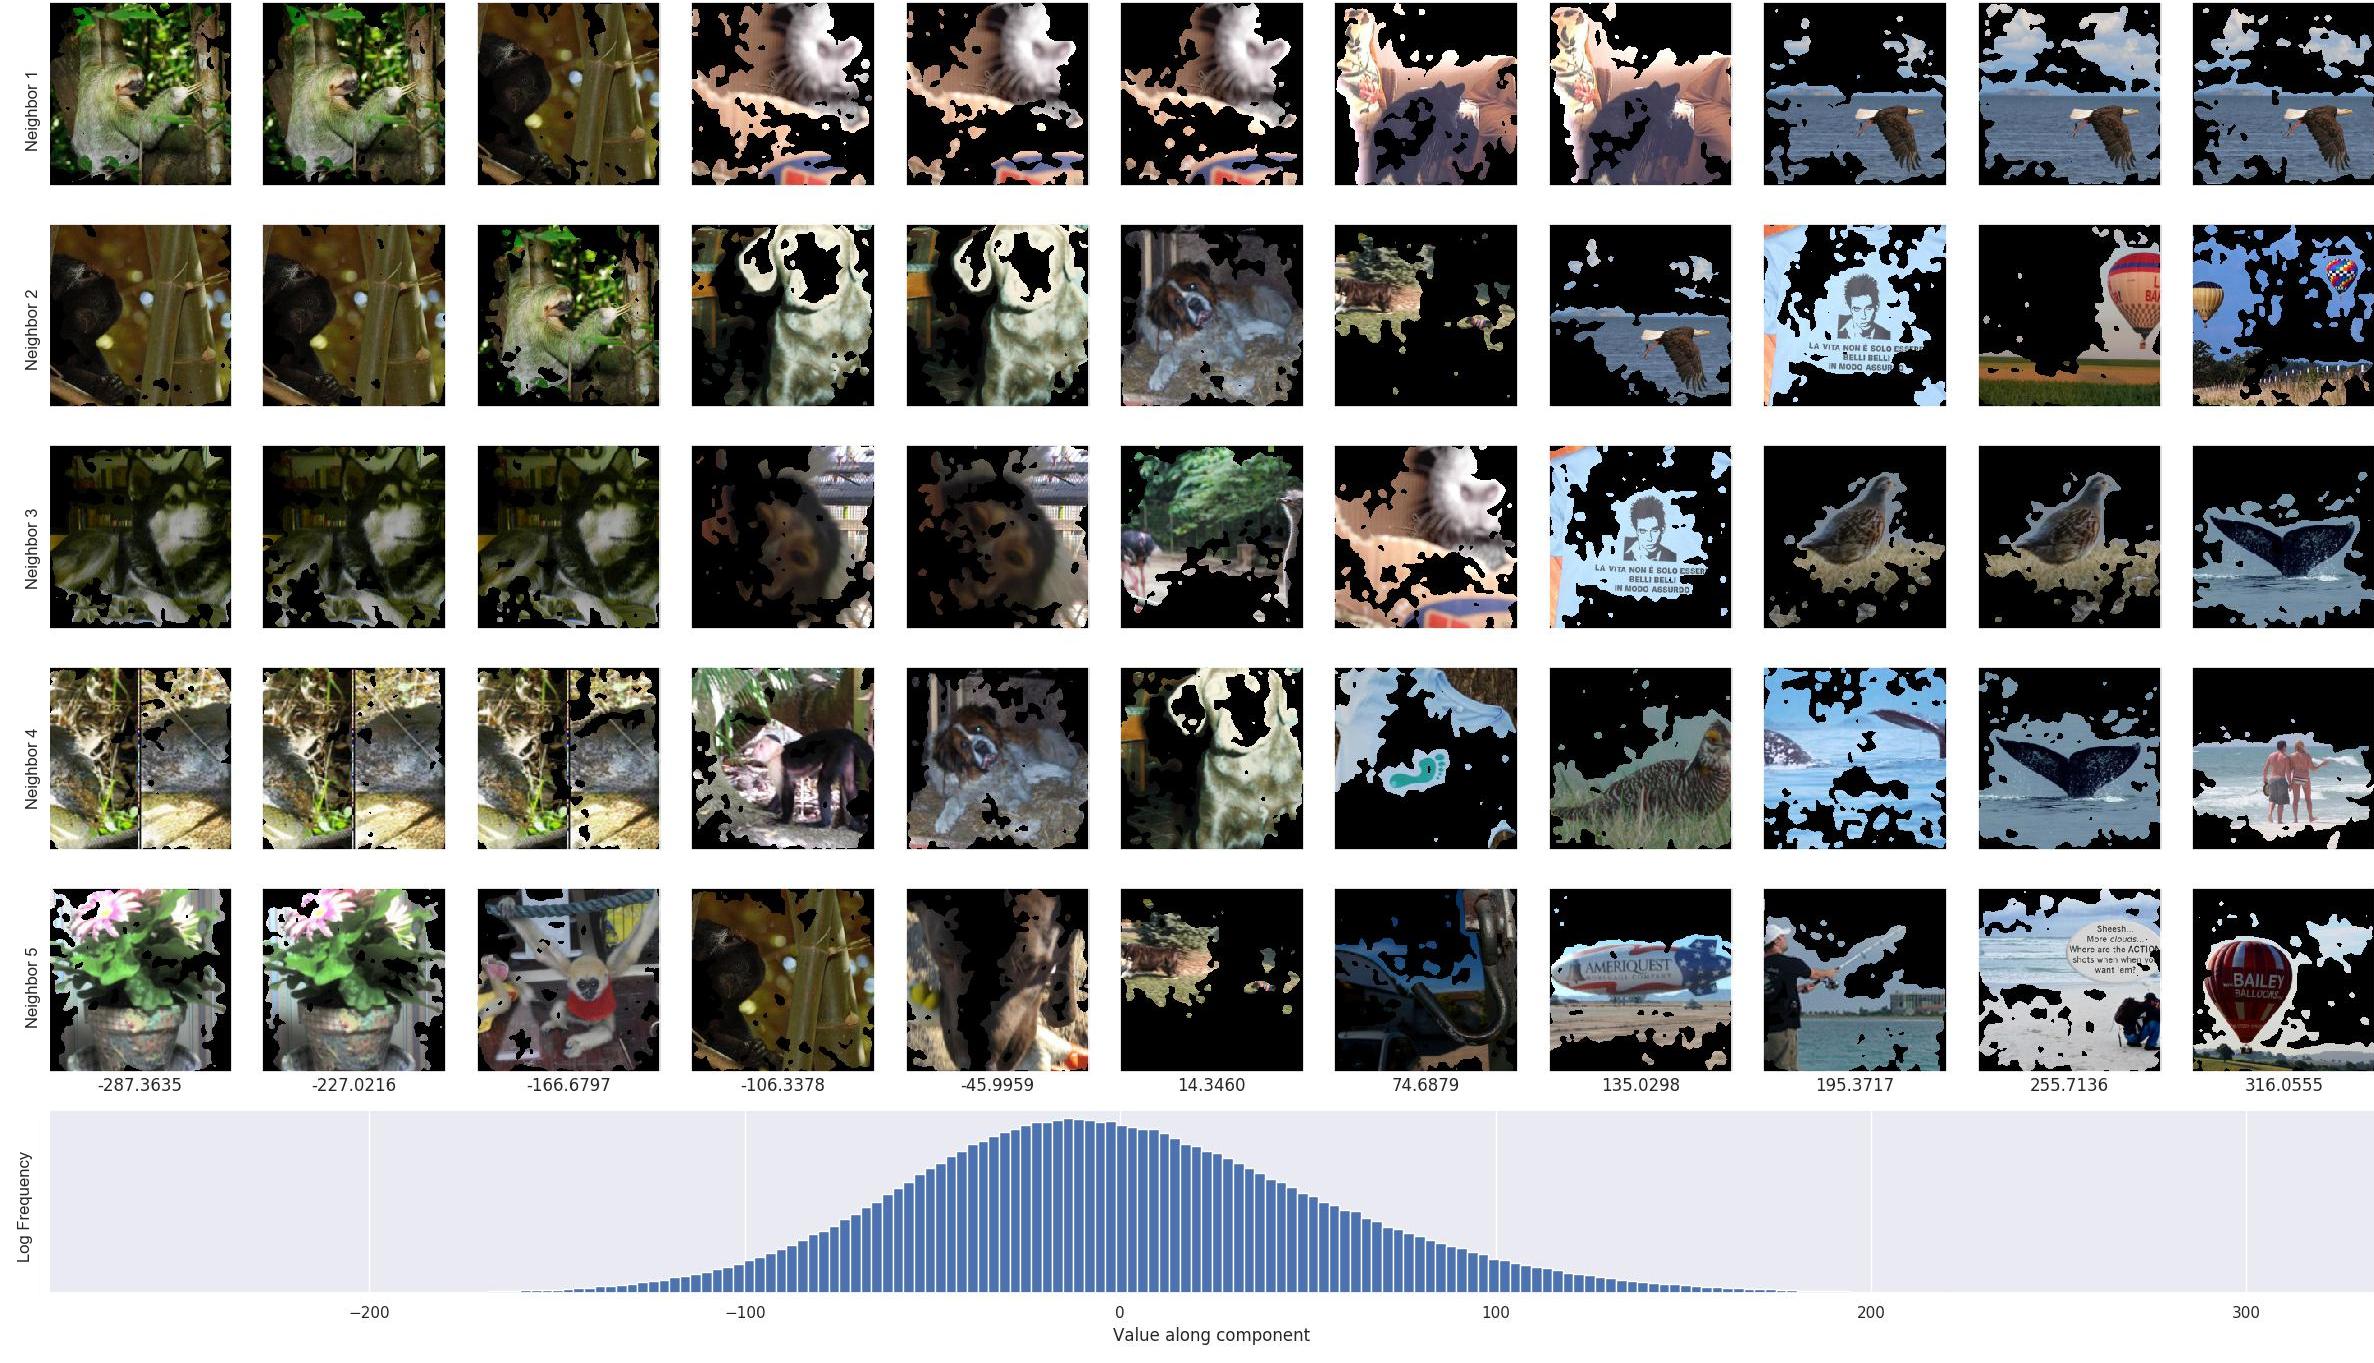 Neighbor 1
Neighbor 2
L
BA
LA VITA NON È SOLO ESSERE
BELLI BELLI
IN MODO ASSURDO
Neighbor 3
LA VITA NON È SOLO ESSER
BELLI BELLI
IN MODO ASSURDO
Neighbor 4
Neighbor 5
AMERIQUEST
Sheesh...
More clouds...
Where are the ACTION
shots when when yo
want 'em?
BAILEY
BALLOONS
-287.3635 -227.0216 -166.6797 -106.3378 -45.9959 14.3460 74.6879 135.0298 195.3717 255.7136 316.0555
Log Frequency
−200 −100 0 100 200 300
Value along component